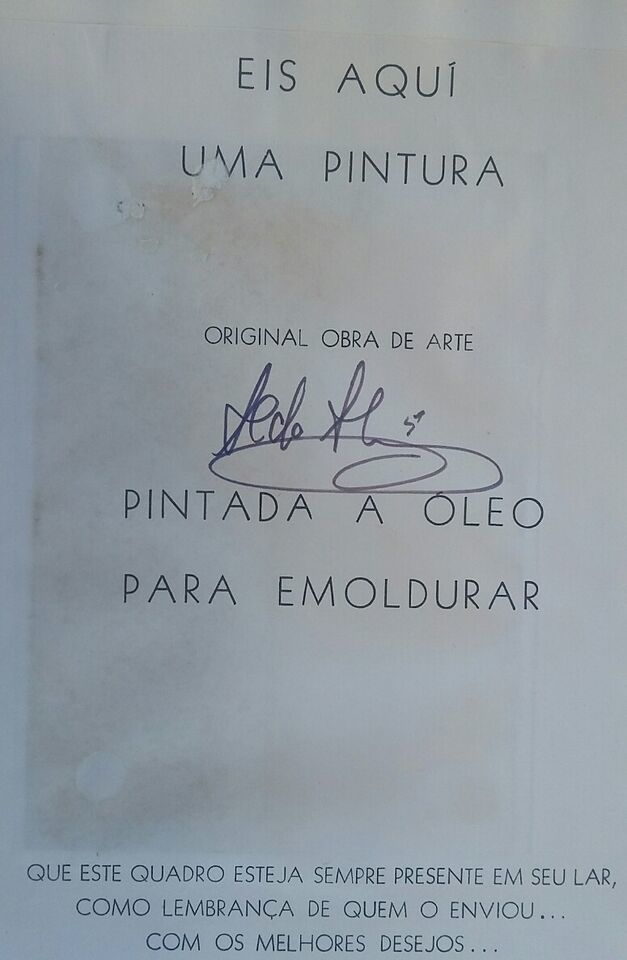 EIS AQUÍ
UMA PINTURA
ORIGINAL OBRA DE ARTE
PINTADA A ÓLEO
PARA EMOLDURAR
QUE ESTE QUADRO ESTEJA SEMPRE PRESENTE EM SEU LAR,
COMO LEMBRANÇA DE QUEM O ENVIOU...
COM OS MELHORES DESEJOS...